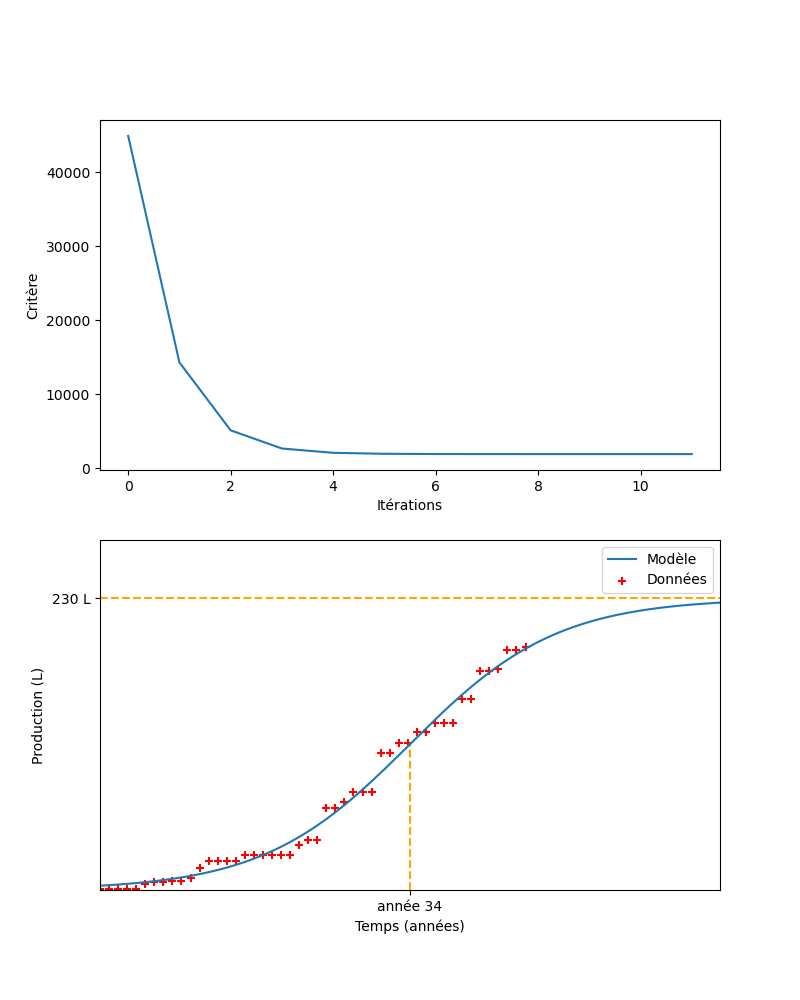 40000
30000
20000
10000
0
Critère
0 2 4 6 8 10
Itérations
Modèle
Données
230 L
Production (L)
année 34
Temps (années)